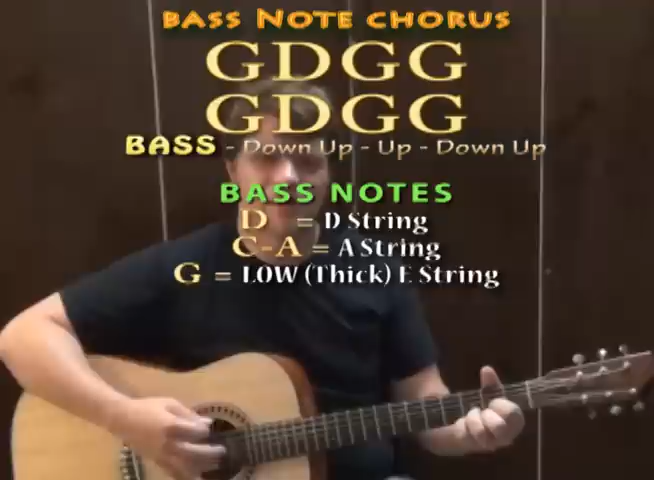 BASS NOTE CHORUS
GDGG
GDGG
BASS - Down Up - Up - Down Up
BASS NOTES
D = D String
C-A = A String
G = LOW (Thick) E String